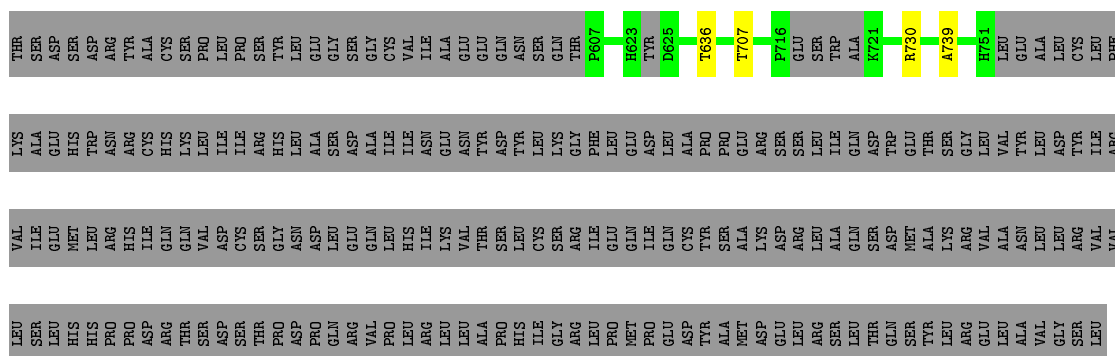 THR SER ASP SER SER ASP ARG TYR ALA CYS SER PRO LEU PRO SER TYR LEU GLU GLY SER GLY CYS VAL ILE ALA GLU GLU GLN ASN SER GLN THR P607 H623 TYR D625 T636 T707 P716 GLU SER TRP ALA K721 R730 A739 H751 LEU GLU ALA LEU CYS LEU PHE
LYS ALA GLU HIS TRP ASN ARG CYS HIS LYS LEU ILE ILE ARG HIS LEU ALA SER ASP ALA ILE ILE ASN GLU ASN TYR ASP TYR LEU LYS GLY PHE LEU GLU ASP LEU ALA PRO PRO GLU ARG SER SER LEU ILE GLN ASP TRP GLU THR SER GLY LEU VAL TYR LEU ASP TYR ILE ARG
VAL ILE GLU MET LEU ARG HIS ILE GLN GLN VAL ASP CYS SER GLY ASN ASP LEU GLU GLN LEU HIS ILE LYS VAL THR SER LEU CYS SER ARG ILE GLU GLN ILE GLN CYS TYR SER ALA LYS ASP ARG LEU ALA GLN SER ASP MET ALA LYS ARG VAL ALA ASN LEU LEU ARG VAL VAL
LEU SER LEU HIS HIS PRO PRO ASP ARG THR SER ASP SER THR PRO ASP PRO GLN ARG VAL PRO LEU ARG LEU LEU ALA PRO HIS ILE GLY ARG LEU PRO MET PRO GLU ASP TYR ALA MET ASP GLU LEU ARG SER LEU THR GLN SER TYR LEU ARG GLU LEU ALA VAL GLY SER LEU